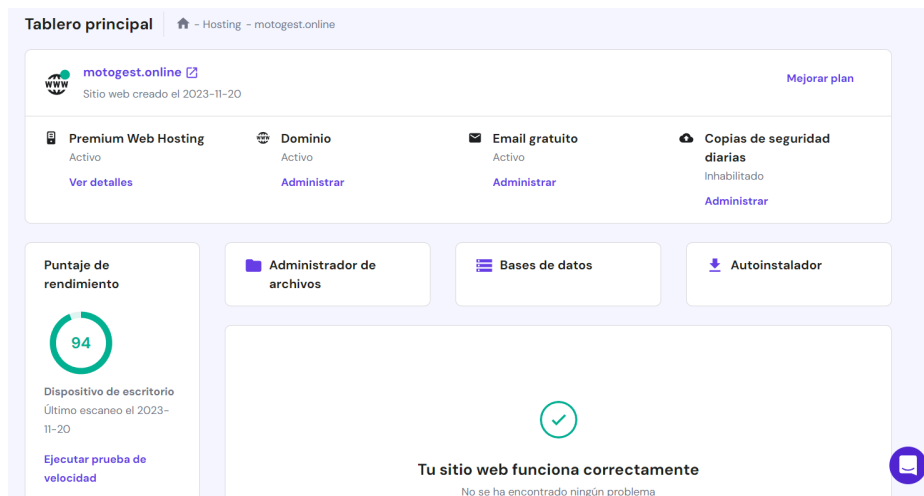 Tablero principal
- Hosting - motogest.online
motogest.online
Sitio web creado el 2023-11-20
Mejorar plan
Premium Web Hosting
Activo
Ver detalles
Dominio
Activo
Administrar
Email gratuito
Activo
Administrar
Copias de seguridad
diarias
Inhabilitado
Administrar
Puntaje de
rendimiento
94
Dispositivo de escritorio
Último escaneo el 2023-
11-20
Ejecutar prueba de
velocidad
Administrador de
archivos
Bases de datos
Autoinstalador
Tu sitio web funciona correctamente
No se ha encontrado ningún problema